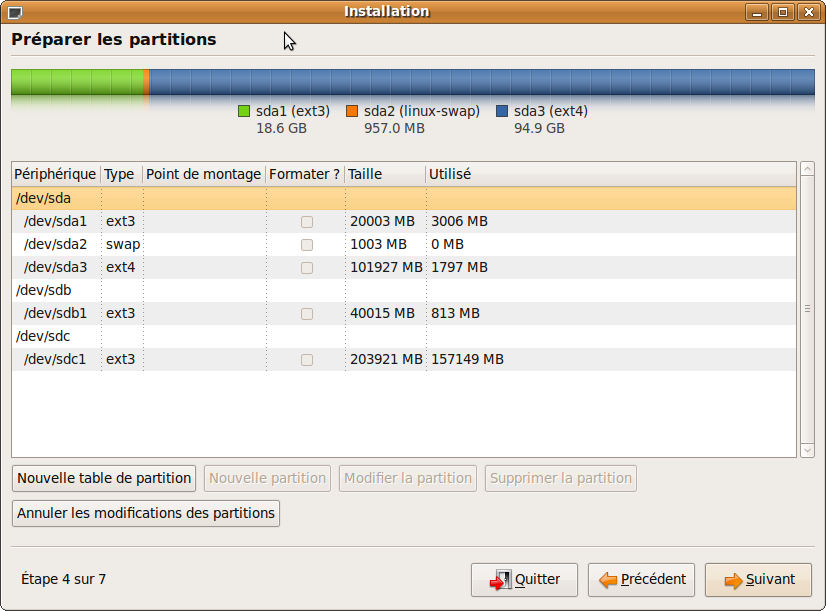 Installation
Préparer les partitions
sda1 (ext3) sda2 (linux-swap) sda3 (ext4)
18.6 GB 957.0 MB 94.9 GB
Périphérique Type Point de montage Formater ? Taille Utilisé
/dev/sda
/dev/sda1 ext3 20003 MB 3006 MB
/dev/sda2 swap 1003 MB 0 MB
/dev/sda3 ext4 101927 MB 1797 MB
/dev/sdb
/dev/sdb1 ext3 40015 MB 813 MB
/dev/sdc
/dev/sdc1 ext3 203921 MB 157149 MB
Nouvelle table de partition Nouvelle partition Modifier la partition Supprimer la partition
Annuler les modifications des partitions
Étape 4 sur 7 Quitter Précédent Suivant